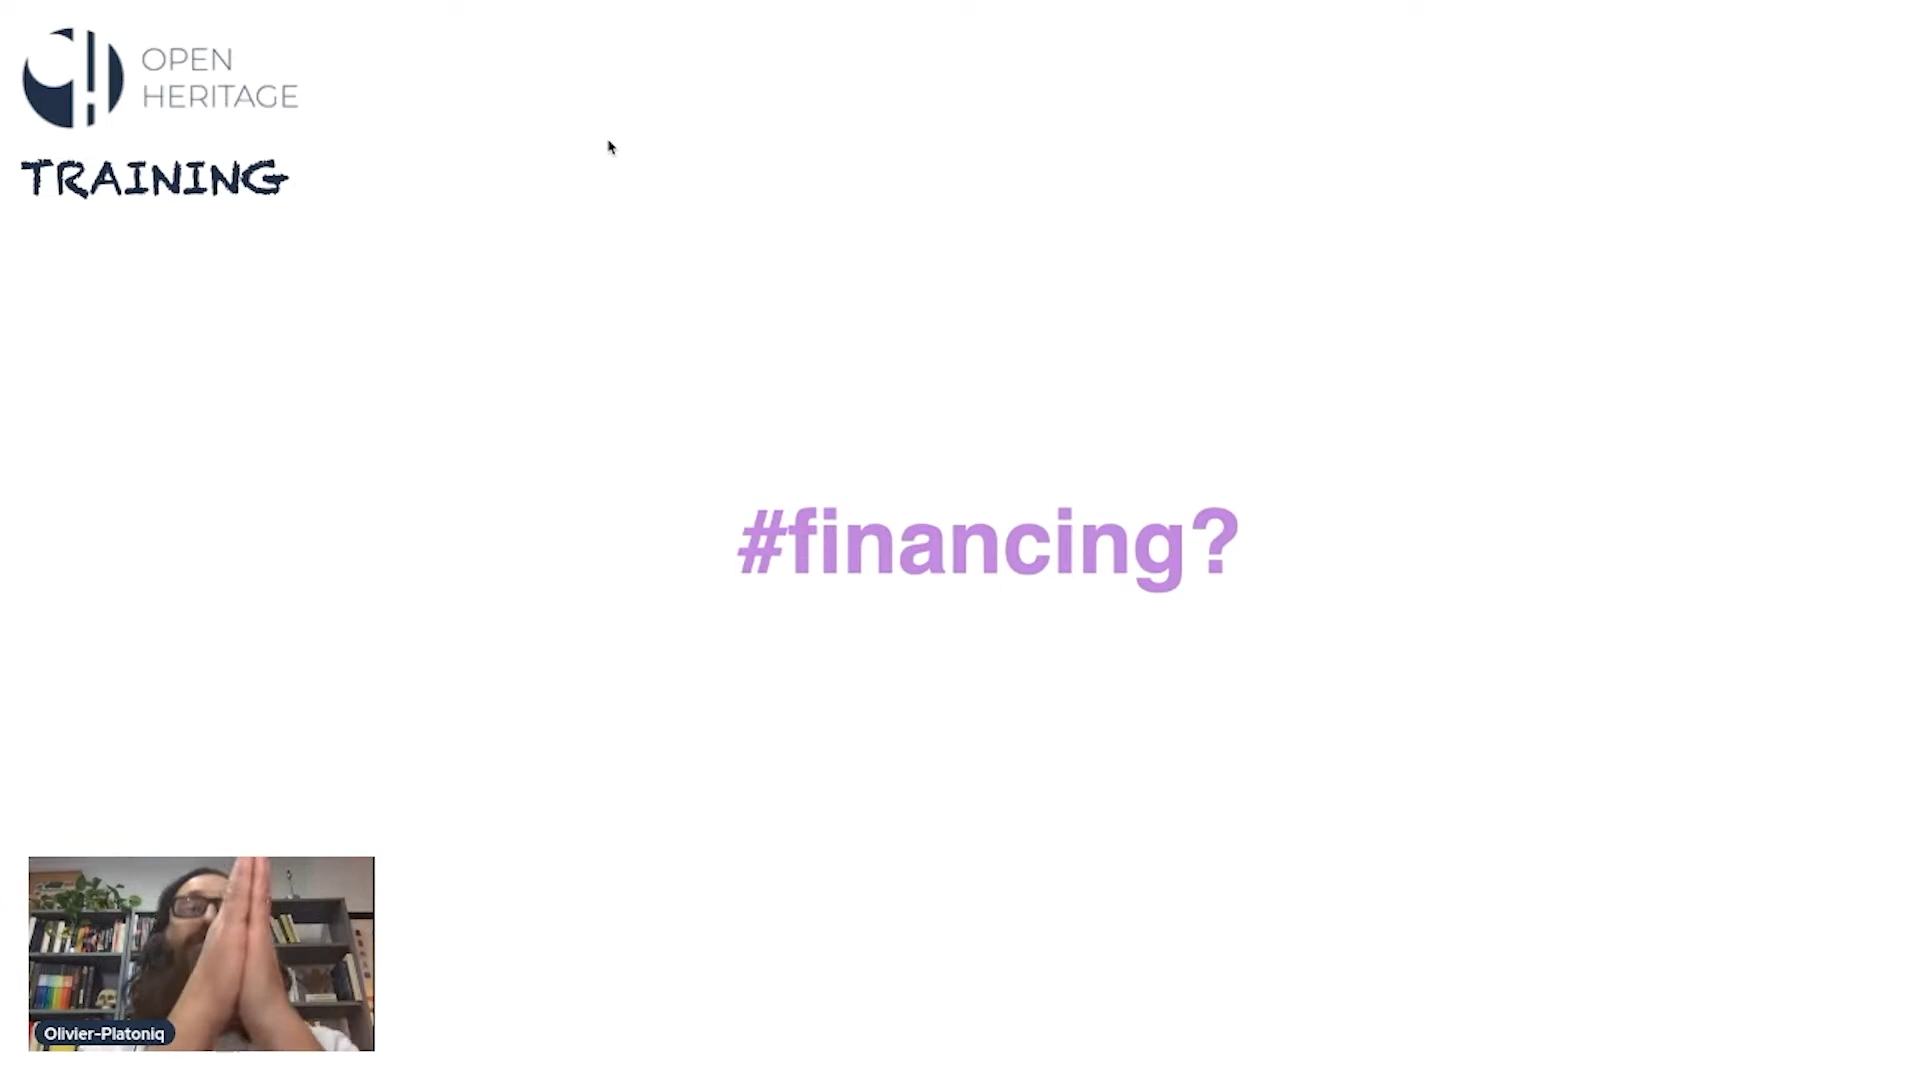 OPEN
HERITAGE
TRAINING
#financing?
Olivier-Platoniq